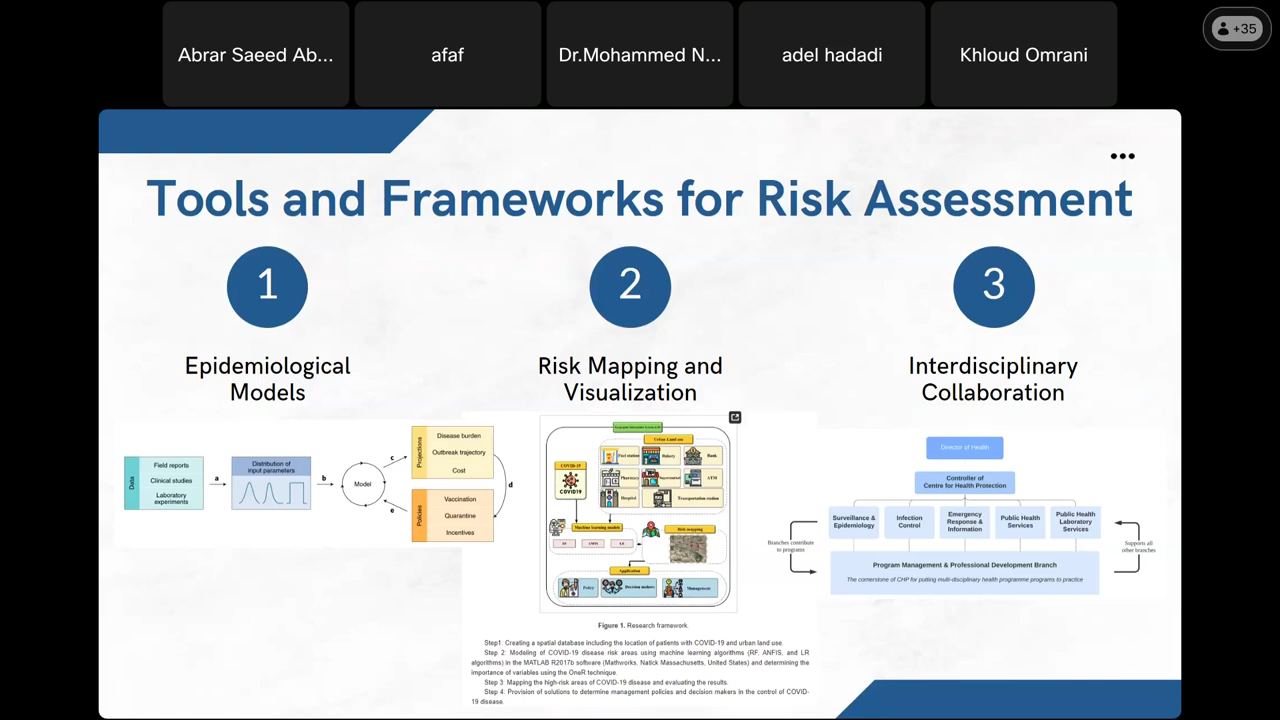 Abrar Saeed Ab...
afaf
Dr.Mohammed N...
adel hadadi
Khloud Omrani
+35
Tools and Frameworks for Risk Assessment
1
Epidemiological
Models
Data
Field reports
Clinical studies
Laboratory
experiments
a
Distribution of
input parameters
b
Model
c
e
Projections
Disease burden
Outbreak trajectory
Cost
Policies
Vaccination
Quarantine
Incentives
d
2
Risk Mapping and
Visualization
Urban Land use
Fuel station
Bakery
Bank
Pharmacy
Supermarket
ATM
Hospital
Transportation station
COVID-19
COVID19
Machine learning models
RF
ANFIS
LR
Risk mapping
Application
Policy
Decision makers
Management
Figure 1. Research framework.
Step1: Creating a spatial database including the location of patients with COVID-19 and urban land use.
Step 2: Modeling of COVID-19 disease risk areas using machine learning algorithms (RF, ANFIS, and LR
algorithms) in the MATLAB R2017b software (Mathworks, Natick Massachusetts, United States) and determining the
importance of variables using the OneR technique.
Step 3: Mapping the high-risk areas of COVID-19 disease and evaluating the results.
Step 4: Provision of solutions to determine management policies and decision makers in the control of COVID-
19 disease.
3
Interdisciplinary
Collaboration
Director of Health
Controller of
Centre for Health Protection
Surveillance &
Epidemiology
Infection
Control
Emergency
Response &
Information
Public Health
Services
Public Health
Laboratory
Services
Branches contribute
to programs
Supports all
other branches
Program Management & Professional Development Branch
The cornerstone of CHP for putting multi-disciplinary health programme programs to practice